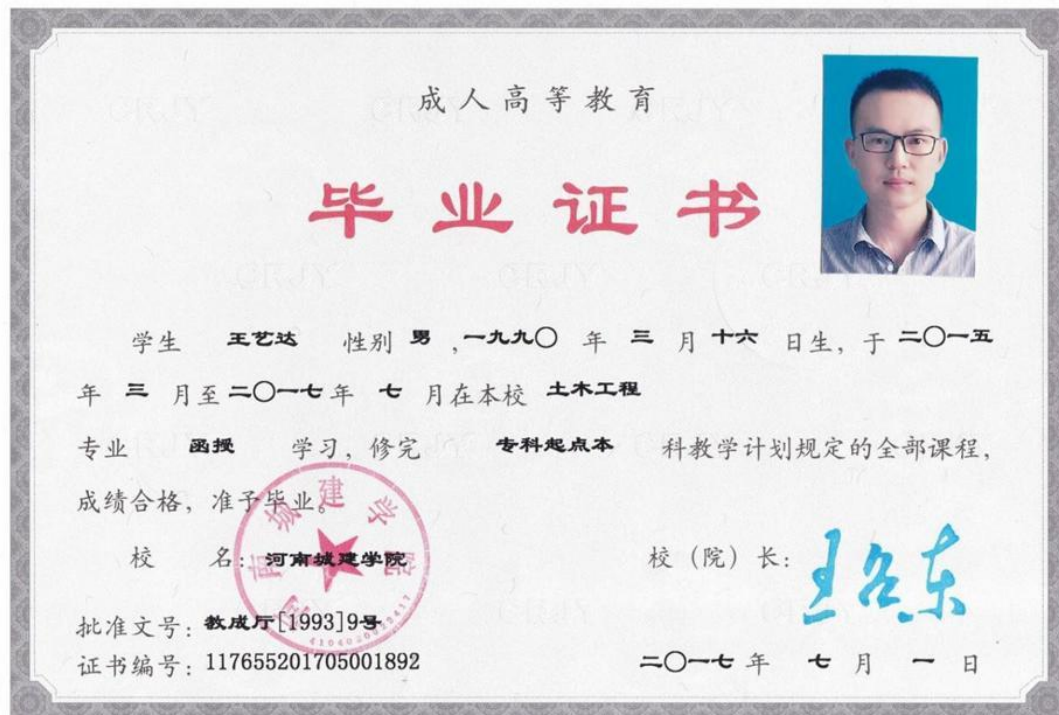 成人高等教育
毕业证书
学生 王艺达 性别 男 ,一九九〇 年 三 月 十六 日生, 于 二〇一五
年 三 月至 二〇一七 年 七 月在本校 土木工程
专业 函授 学习, 修完 专科起点本 科教学计划规定的全部课程,
成绩合格, 准予毕业。
校 名: 河南城建学院
校（院）长:
批准文号: 教成厅[1993]9号
证书编号: 117655201705001892
二〇一七 年 七 月 一 日
河南城建学院